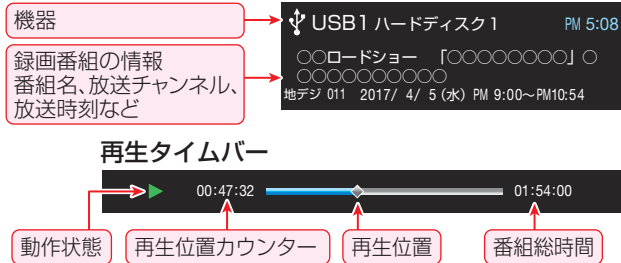 機器
USB1 ハードディスク1 PM 5:08
録画番組の情報
番組名、放送チャンネル、
放送時刻など
○○ロードショー 「○○○○○○○○」○
○○○○○○○○○○
地デジ 011 2017/ 4/ 5 (水) PM 9:00~PM10:54
再生タイムバー
00:47:32 01:54:00
動作状態 再生位置カウンター 再生位置 番組総時間